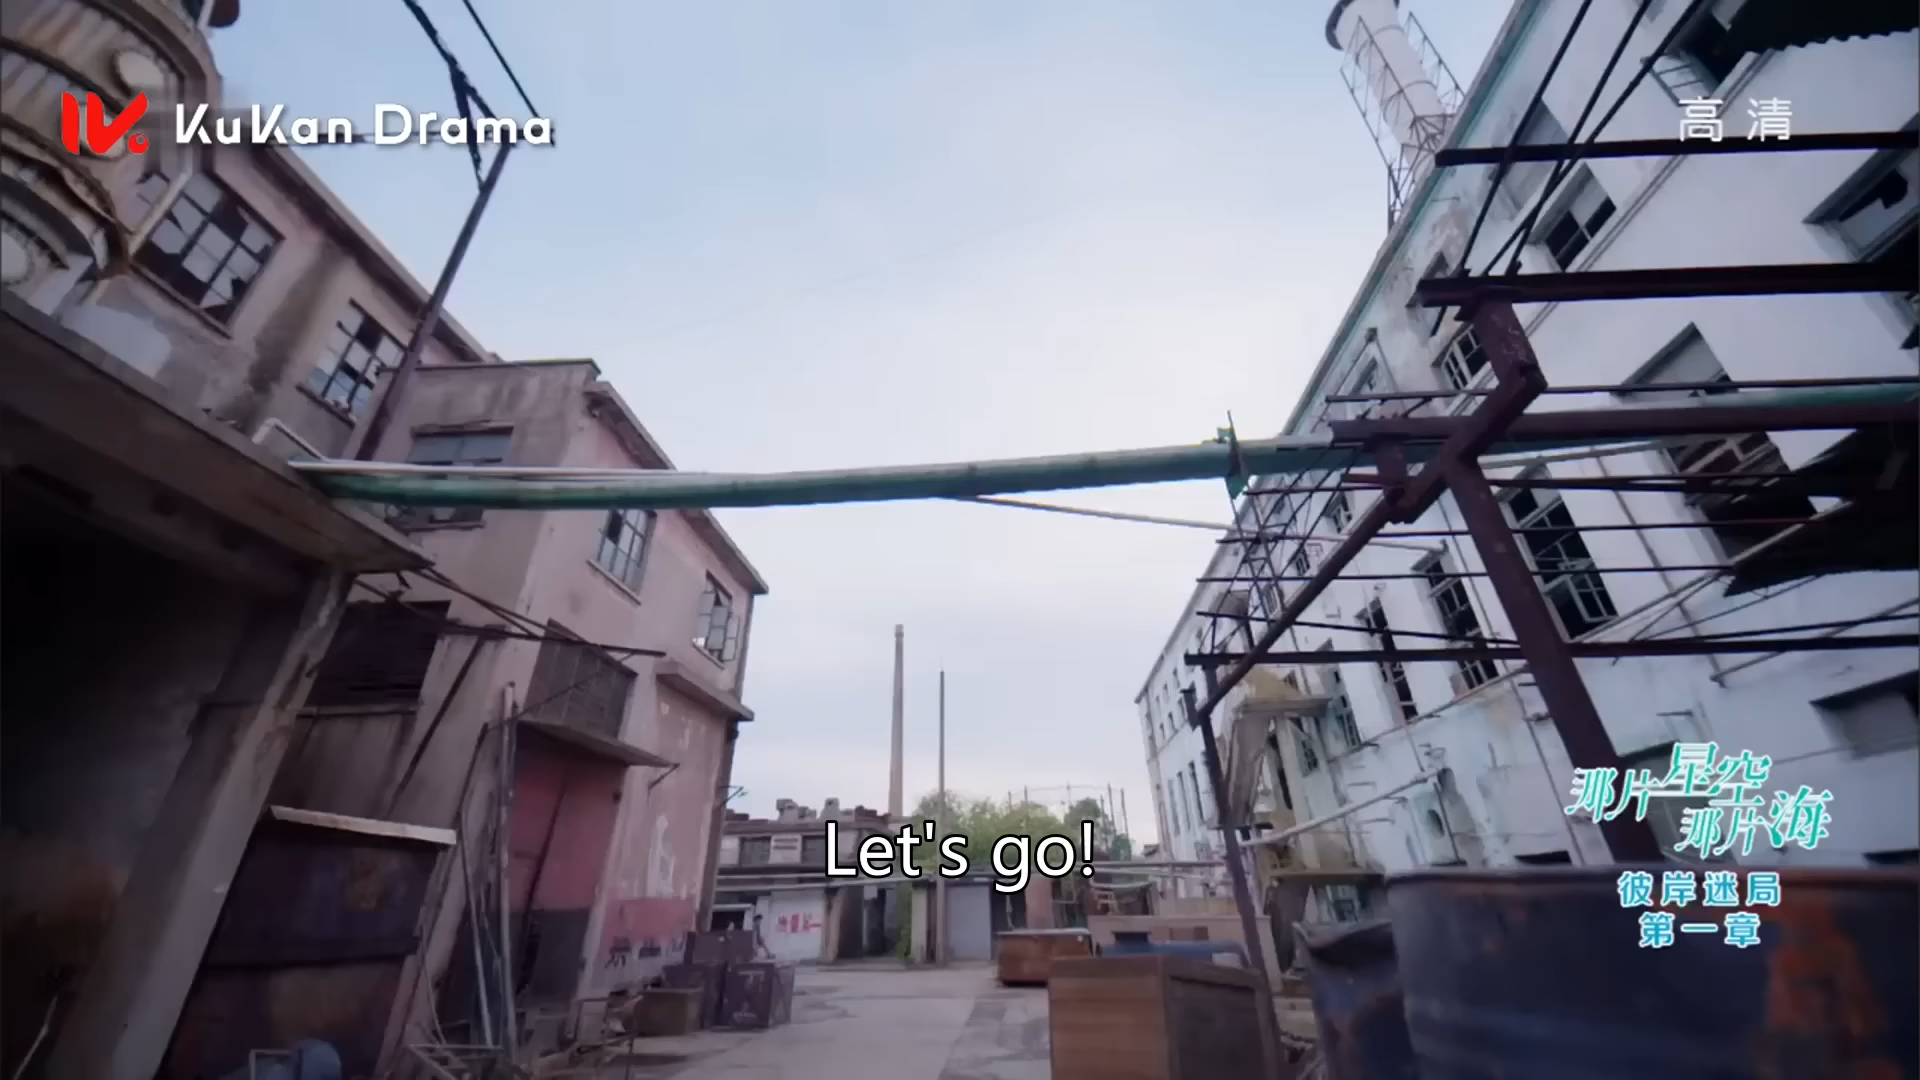 KuKan Drama
高清
Let's go!
那片星空
那片海
彼岸迷局
第一章